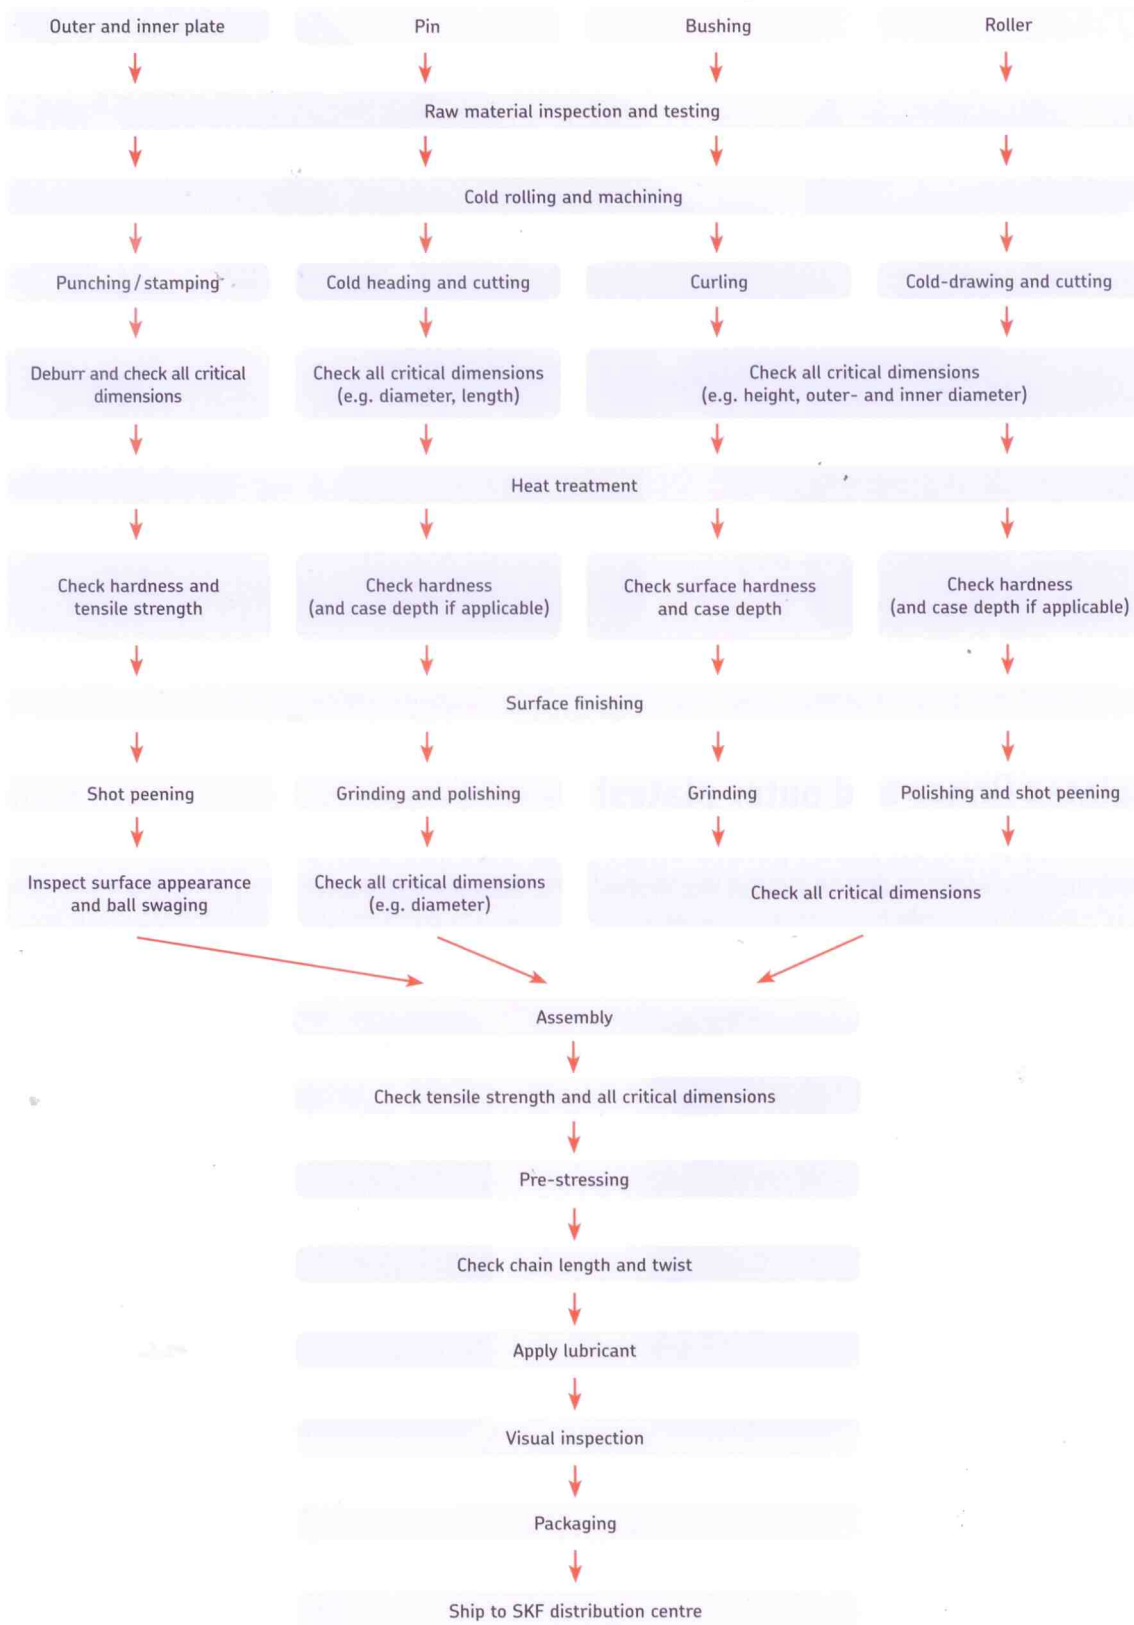 Outer and inner plate
Pin
Bushing
Roller
Raw material inspection and testing
Cold rolling and machining
Punching/stamping
Cold heading and cutting
Curling
Cold-drawing and cutting
Deburr and check all critical
dimensions
Check all critical dimensions
(e.g. diameter, length)
Check all critical dimensions
(e.g. height, outer- and inner diameter)
Heat treatment
Check hardness and
tensile strength
Check hardness
(and case depth if applicable)
Check surface hardness
and case depth
Check hardness
(and case depth if applicable)
Surface finishing
Shot peening
Grinding and polishing
Grinding
Polishing and shot peening
Inspect surface appearance
and ball swaging
Check all critical dimensions
(e.g. diameter)
Check all critical dimensions
Assembly
Check tensile strength and all critical dimensions
Pre-stressing
Check chain length and twist
Apply lubricant
Visual inspection
Packaging
Ship to SKF distribution centre